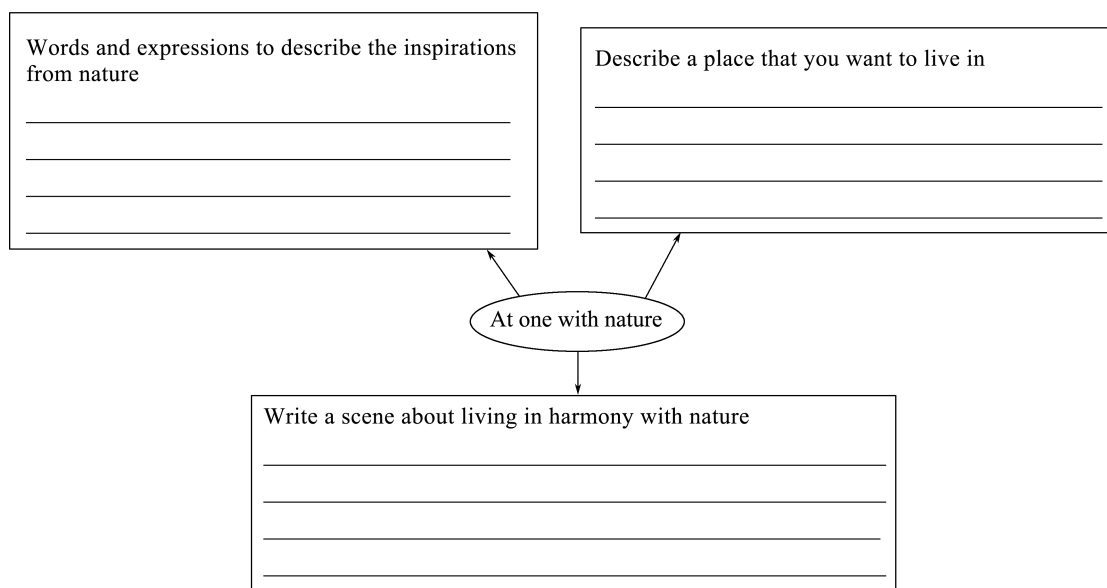 Words and expressions to describe the inspirations
from nature
Describe a place that you want to live in
At one with nature
Write a scene about living in harmony with nature